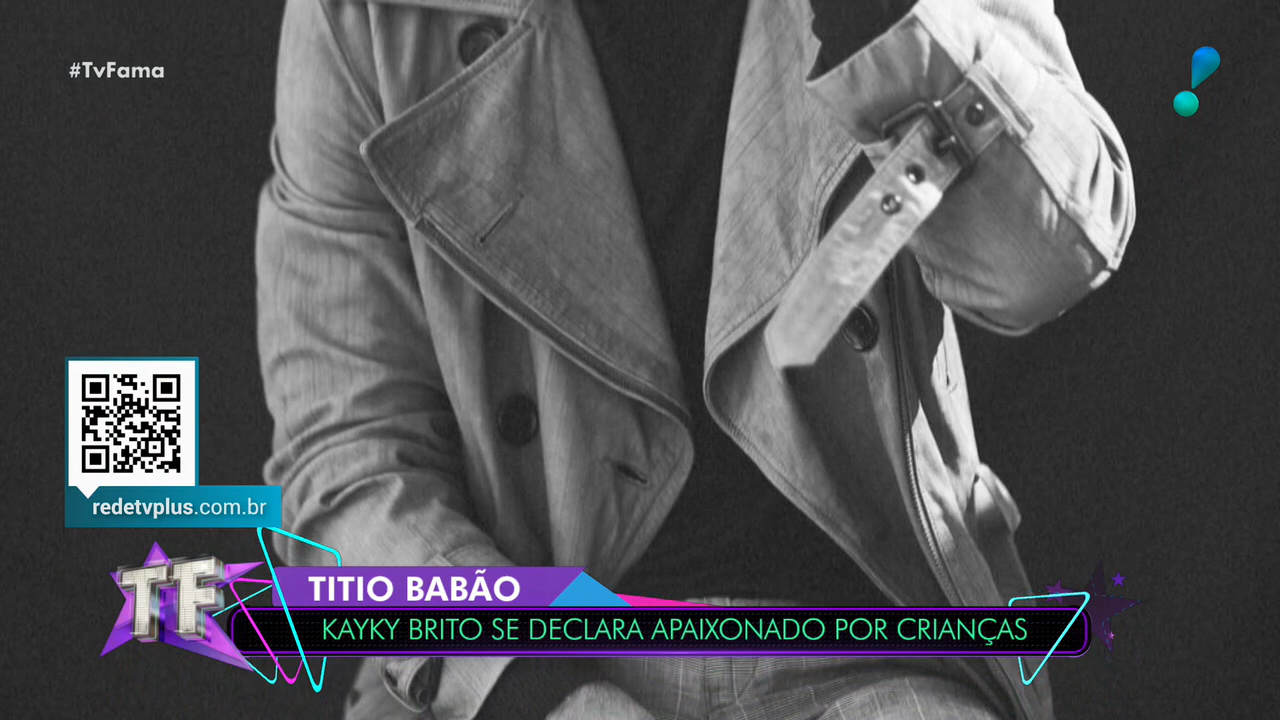 #TvFama
redetvplus.com.br
TF
TITIO BABÃO
KAYKY BRITO SE DECLARA APAIXONADO POR CRIANÇAS